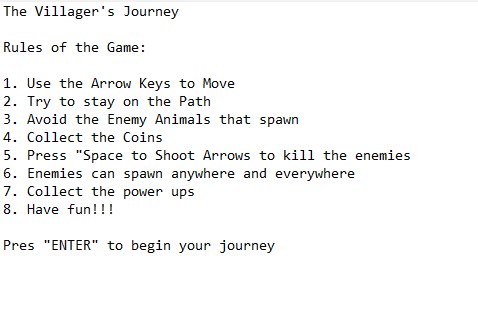 The Villager's Journey
Rules of the Game:
1. Use the Arrow Keys to Move
2. Try to stay on the Path
3. Avoid the Enemy Animals that spawn
4. Collect the Coins
5. Press "Space to Shoot Arrows to kill the enemies
6. Enemies can spawn anywhere and everywhere
7. Collect the power ups
8. Have fun!!!
Pres "ENTER" to begin your journey